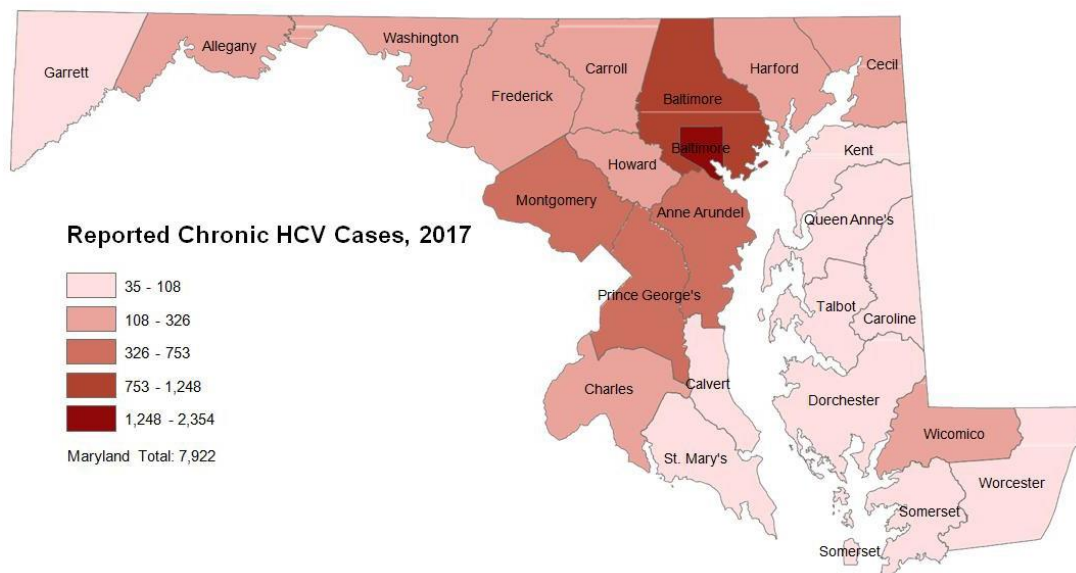 Garrett
Allegany
Washington
Frederick
Carroll
Baltimore
Harford
Cecil
Baltimore
Howard
Kent
Montgomery
Anne Arundel
Queen Anne's
Prince George's
Talbot
Caroline
Charles
Calvert
Dorchester
St. Mary's
Wicomico
Worcester
Somerset
Somerset
Reported Chronic HCV Cases, 2017
35 - 108
108 - 326
326 - 753
753 - 1,248
1,248 - 2,354
Maryland Total: 7,922